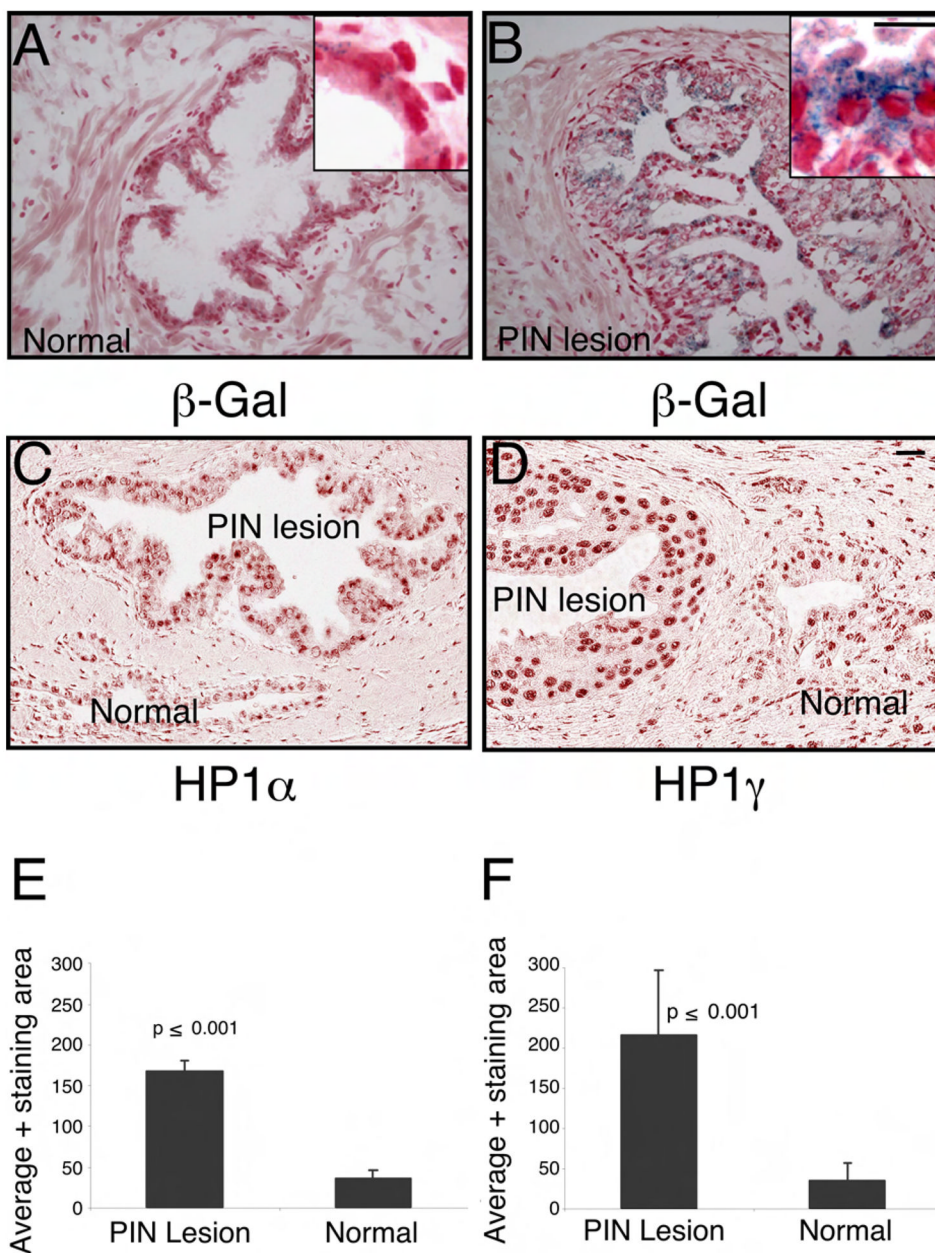 A
Normal
B
PIN lesion
β-Gal
β-Gal
C
PIN lesion
Normal
D
PIN lesion
Normal
HP1α
HP1γ
E
Average + staining area
300
250
200
150
100
50
0
p ≤ 0.001
PIN Lesion
Normal
F
Average + staining area
300
250
200
150
100
50
0
p ≤ 0.001
PIN Lesion
Normal